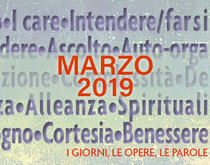 •I care•Intendere/farsi
dere•Ascolto•Auto-orga
MARZO
2019
za•Alleanza•Spirituali
ogno•Cortesia•Benessere
I GIORNI, LE OPERE, LE PAROLE